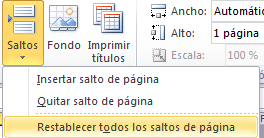 Saltos Fondo Imprimir títulos
Ancho: Automátic
Alto: 1 página
Escala: 100 %
Insertar salto de página
Quitar salto de página
Restablecer todos los saltos de página